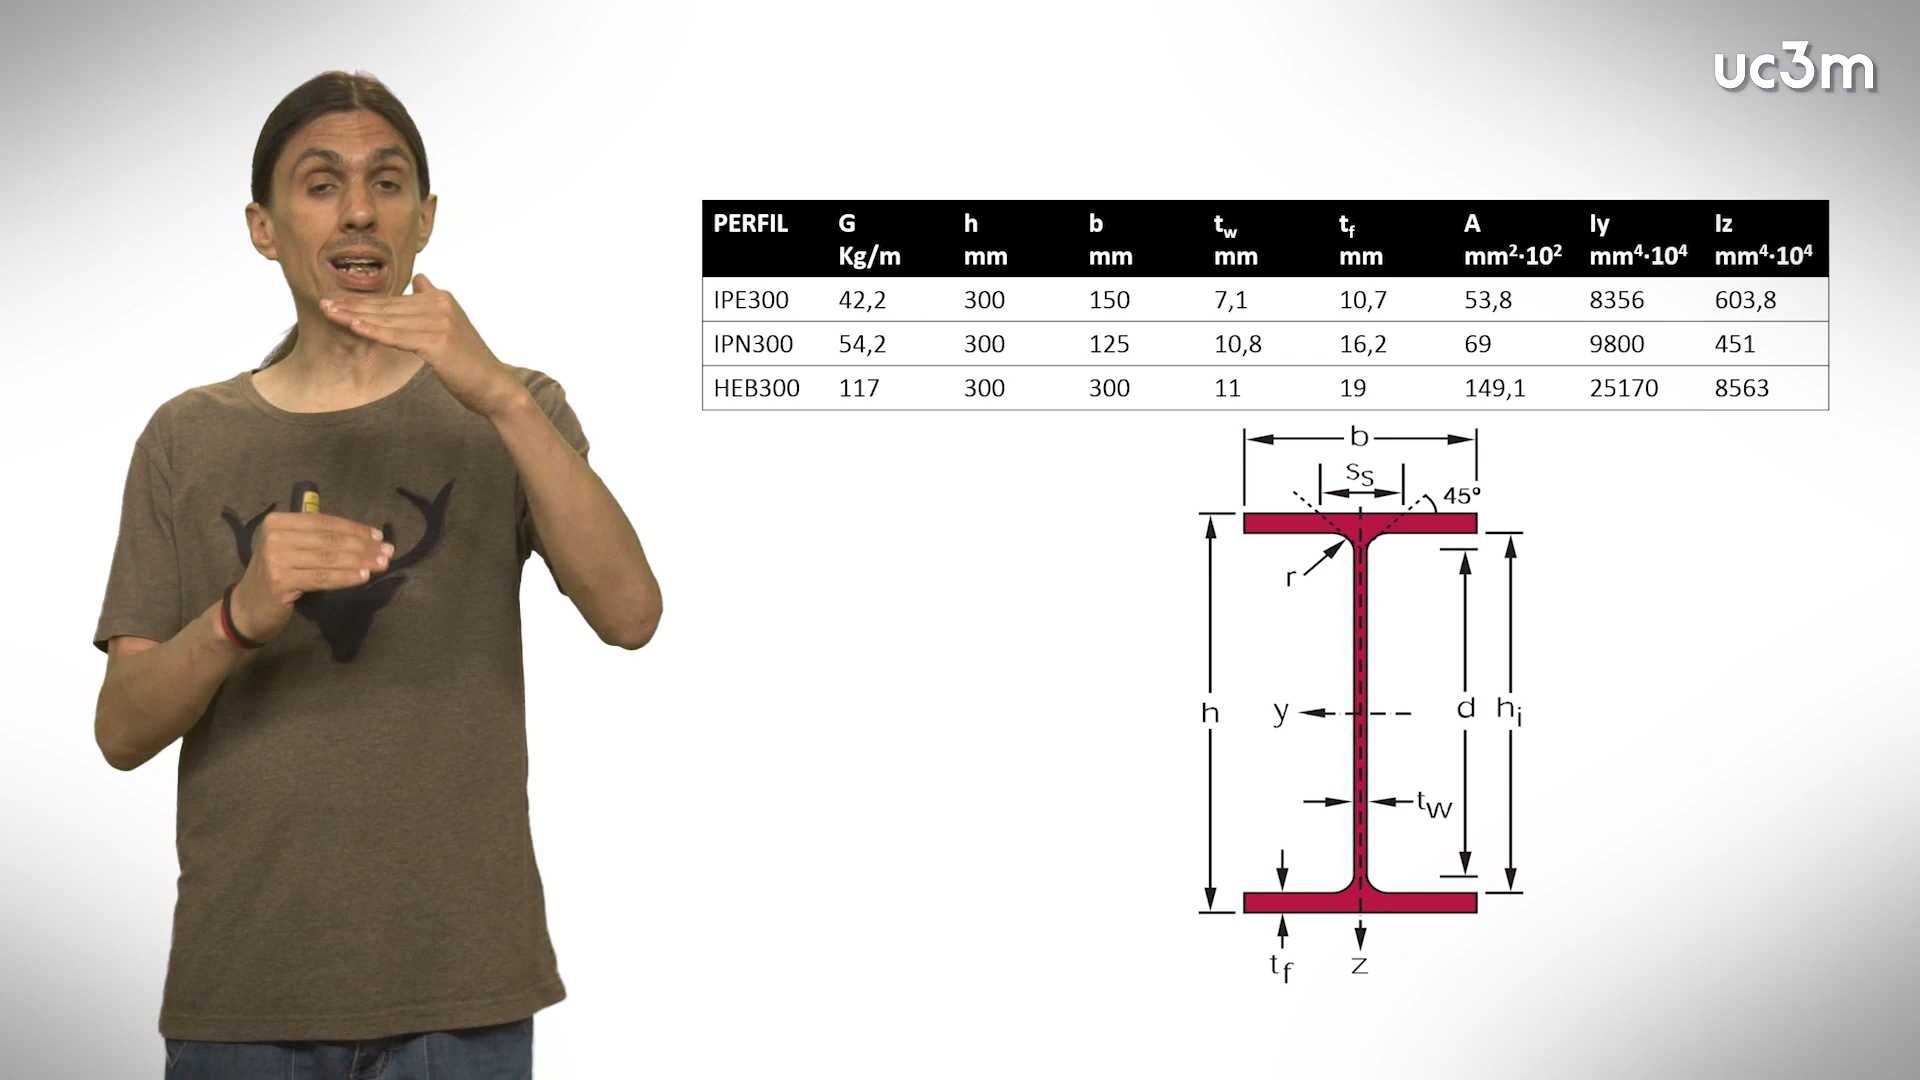 uc3m
PERFIL G h b tw tf A Iy Iz
Kg/m mm mm mm mm mm²·10² mm⁴·10⁴ mm⁴·10⁴
IPE300 42,2 300 150 7,1 10,7 53,8 8356 603,8
IPN300 54,2 300 125 10,8 16,2 69 9800 451
HEB300 117 300 300 11 19 149,1 25170 8563
b
ss
45º
r
h y d hi
tw
tf z